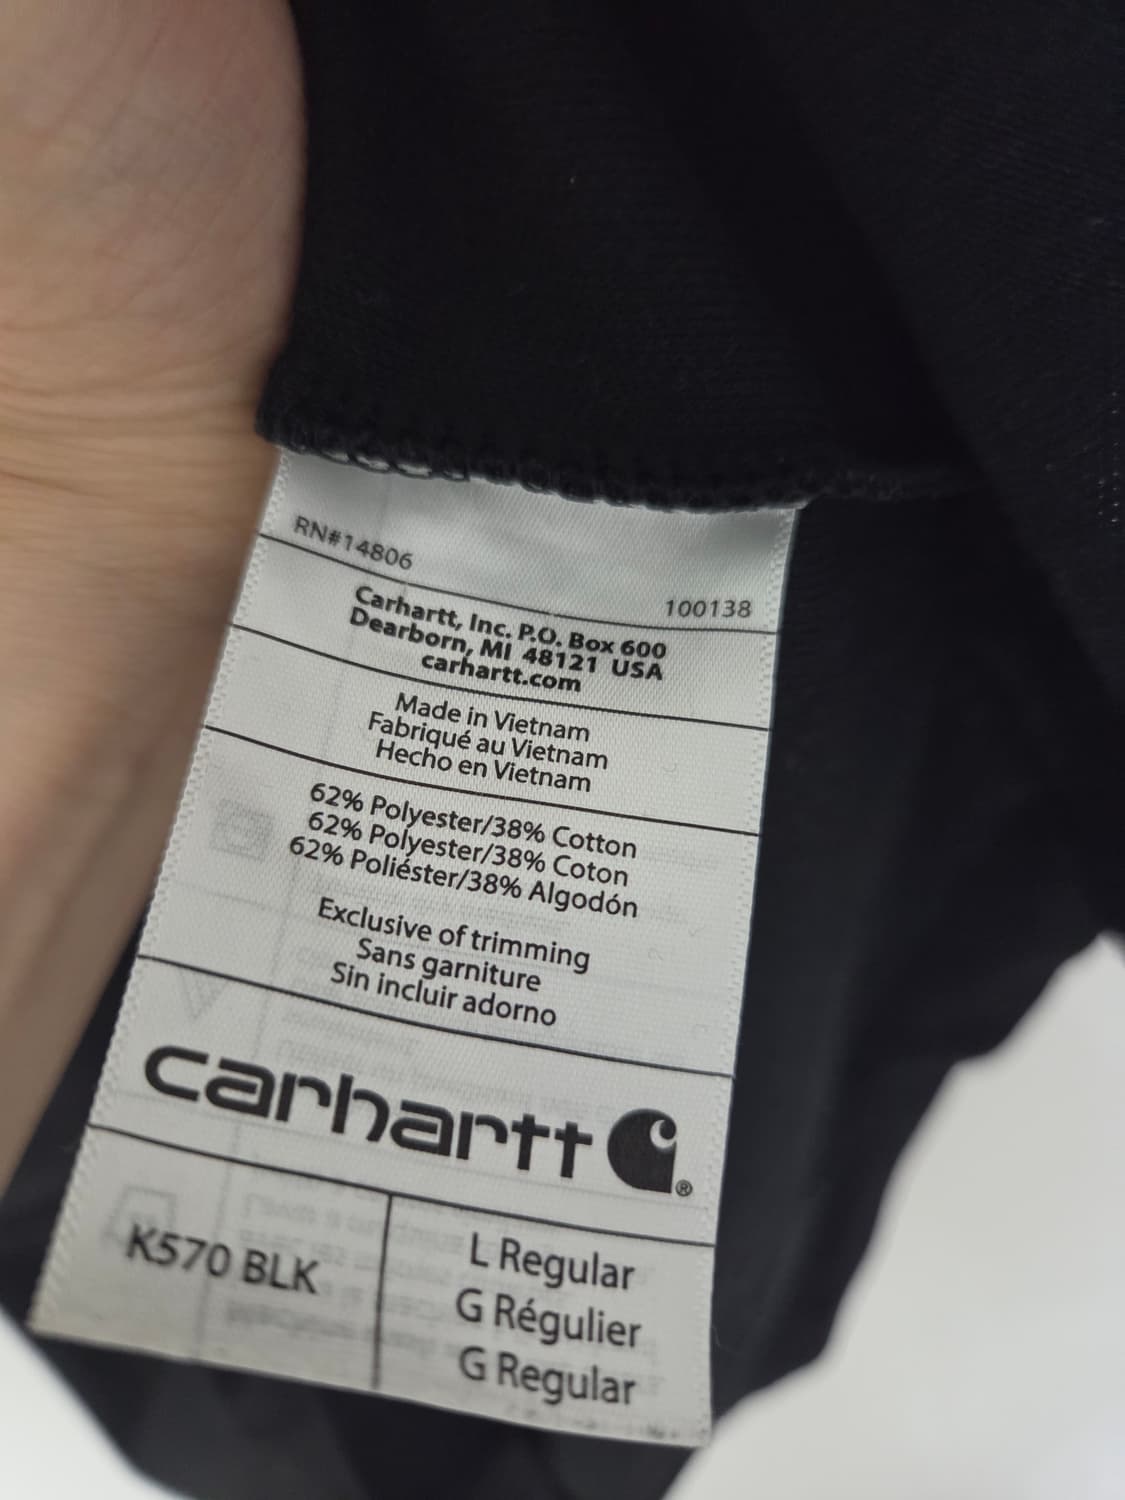 RN#14806
100138
Carhartt, Inc. P.O. Box 600
Dearborn, MI 48121 USA
carhartt.com
Made in Vietnam
Fabriqué au Vietnam
Hecho en Vietnam
62% Polyester/38% Cotton
62% Polyester/38% Coton
62% Poliéster/38% Algodón
Exclusive of trimming
Sans garniture
Sin incluir adorno
carhartt ®
K570 BLK
L Regular
G Régulier
G Regular